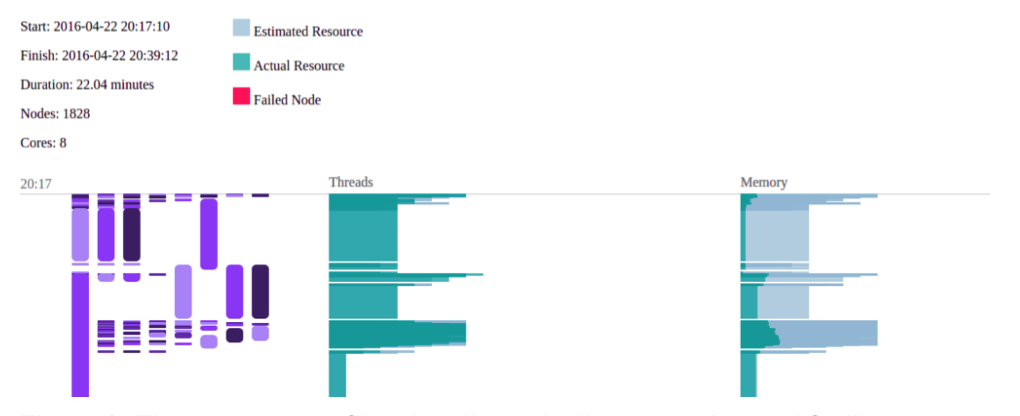 Start: 2016-04-22 20:17:10
Finish: 2016-04-22 20:39:12
Duration: 22.04 minutes
Nodes: 1828
Cores: 8
Estimated Resource
Actual Resource
Failed Node
20:17
Threads
Memory